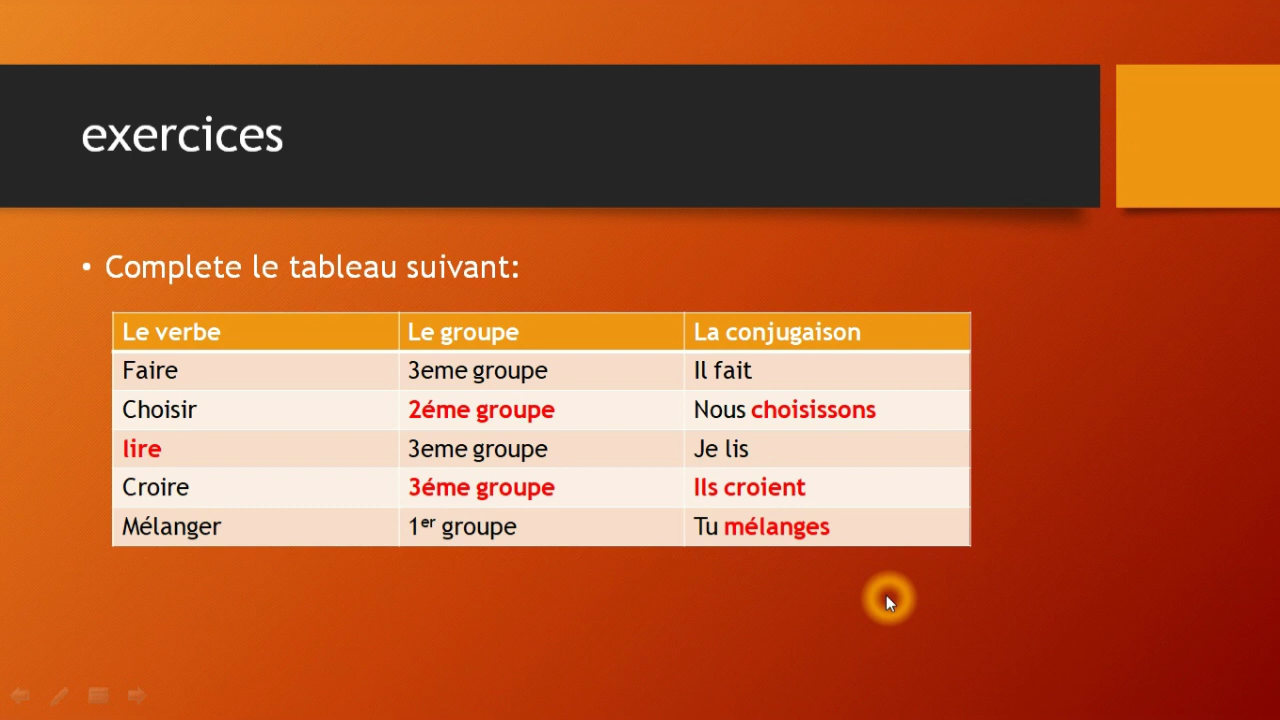 exercices
• Complete le tableau suivant:
Le verbe Le groupe La conjugaison
Faire 3eme groupe Il fait
Choisir 2éme groupe Nous choisissons
lire 3eme groupe Je lis
Croire 3éme groupe Ils croient
Mélanger 1er groupe Tu mélanges